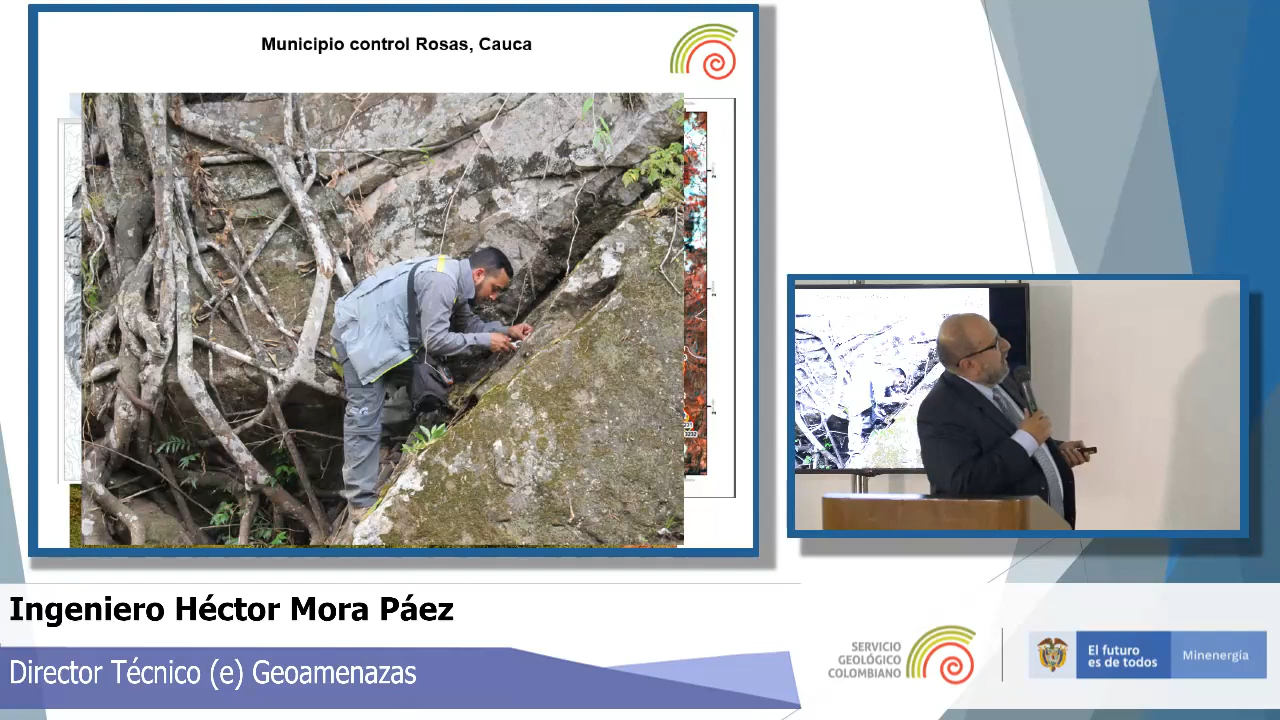 Municipio control Rosas, Cauca
Ingeniero Héctor Mora Páez
Director Técnico (e) Geoamenazas
SERVICIO
GEOLÓGICO
COLOMBIANO
El futuro
es de todos
Minenergía